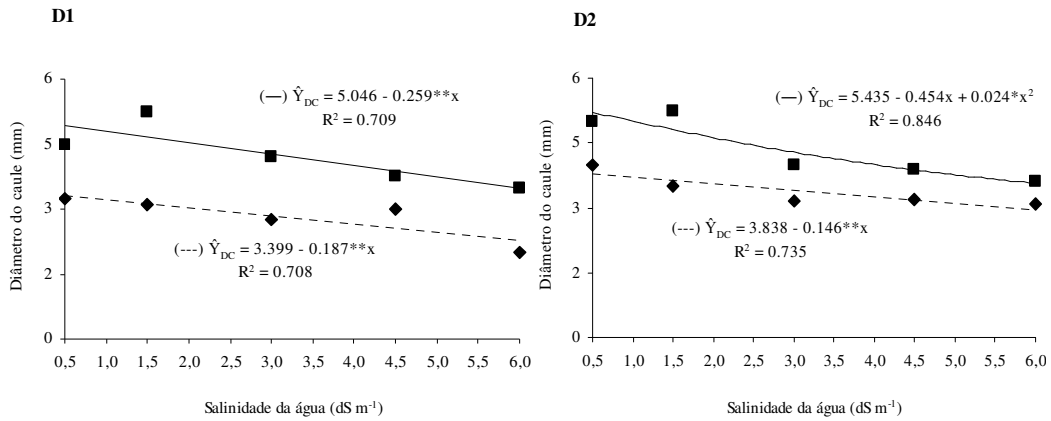 D1
6
5
3
2
0
Diâmetro do caule (mm)
(—) Ŷ_DC = 5.046 - 0.259**x
R² = 0.709
(---) Ŷ_DC = 3.399 - 0.187**x
R² = 0.708
0,5 1,0 1,5 2,0 2,5 3,0 3,5 4,0 4,5 5,0 5,5 6,0
Salinidade da água (dS m⁻¹)
D2
6
5
3
2
0
Diâmetro do caule (mm)
(—) Ŷ_DC = 5.435 - 0.454x + 0.024*x²
R² = 0.846
(---) Ŷ_DC = 3.838 - 0.146**x
R² = 0.735
0,5 1,0 1,5 2,0 2,5 3,0 3,5 4,0 4,5 5,0 5,5 6,0
Salinidade da água (dS m⁻¹)